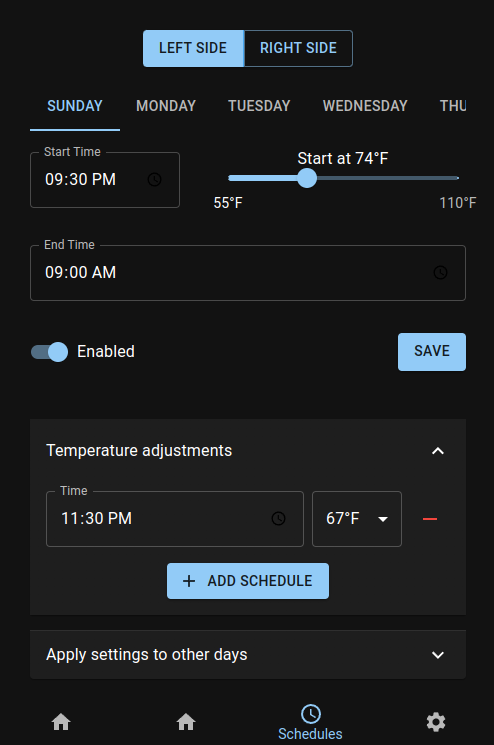 LEFT SIDE RIGHT SIDE
SUNDAY MONDAY TUESDAY WEDNESDAY THU
Start Time
09:30 PM
Start at 74°F
55°F 110°F
End Time
09:00 AM
Enabled
SAVE
Temperature adjustments
Time
11:30 PM
67°F
ADD SCHEDULE
Apply settings to other days
Schedules